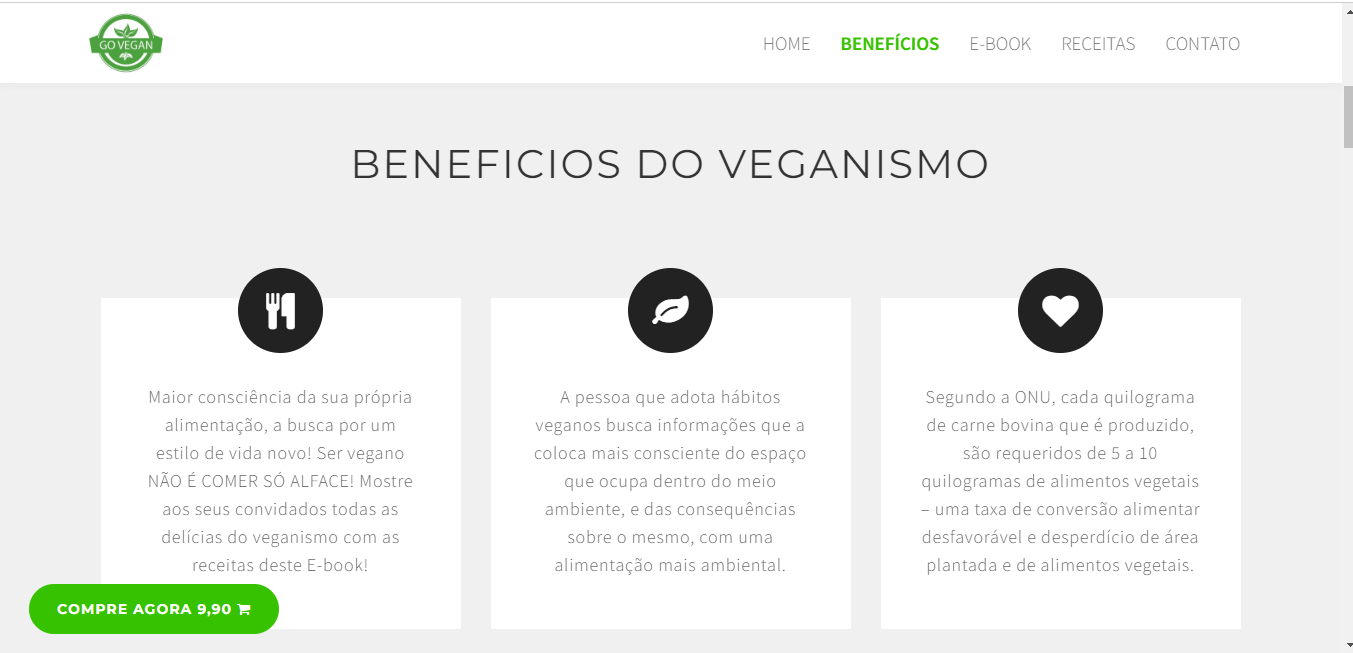 GO VEGAN
HOME BENEFÍCIOS E-BOOK RECEITAS CONTATO
BENEFICIOS DO VEGANISMO
Maior consciência da sua própria
alimentação, a busca por um
estilo de vida novo! Ser vegano
NÃO É COMER SÓ ALFACE! Mostre
aos seus convidados todas as
delícias do veganismo com as
receitas deste E-book!
A pessoa que adota hábitos
veganos busca informações que a
coloca mais consciente do espaço
que ocupa dentro do meio
ambiente, e das consequências
sobre o mesmo, com uma
alimentação mais ambiental.
Segundo a ONU, cada quilograma
de carne bovina que é produzido,
são requeridos de 5 a 10
quilogramas de alimentos vegetais
– uma taxa de conversão alimentar
desfavorável e desperdício de área
plantada e de alimentos vegetais.
COMPRE AGORA 9,90